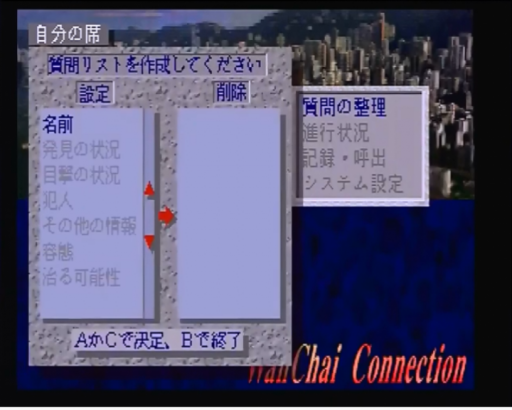 自分の席
質問リストを作成してください
設定
削除
名前
発見の状況
目撃の状況
犯人
その他の情報
容態
治る可能性
AかCで決定、Bで終了
質問の整理
進行状況
記録・呼出
システム設定
WanChai Connection